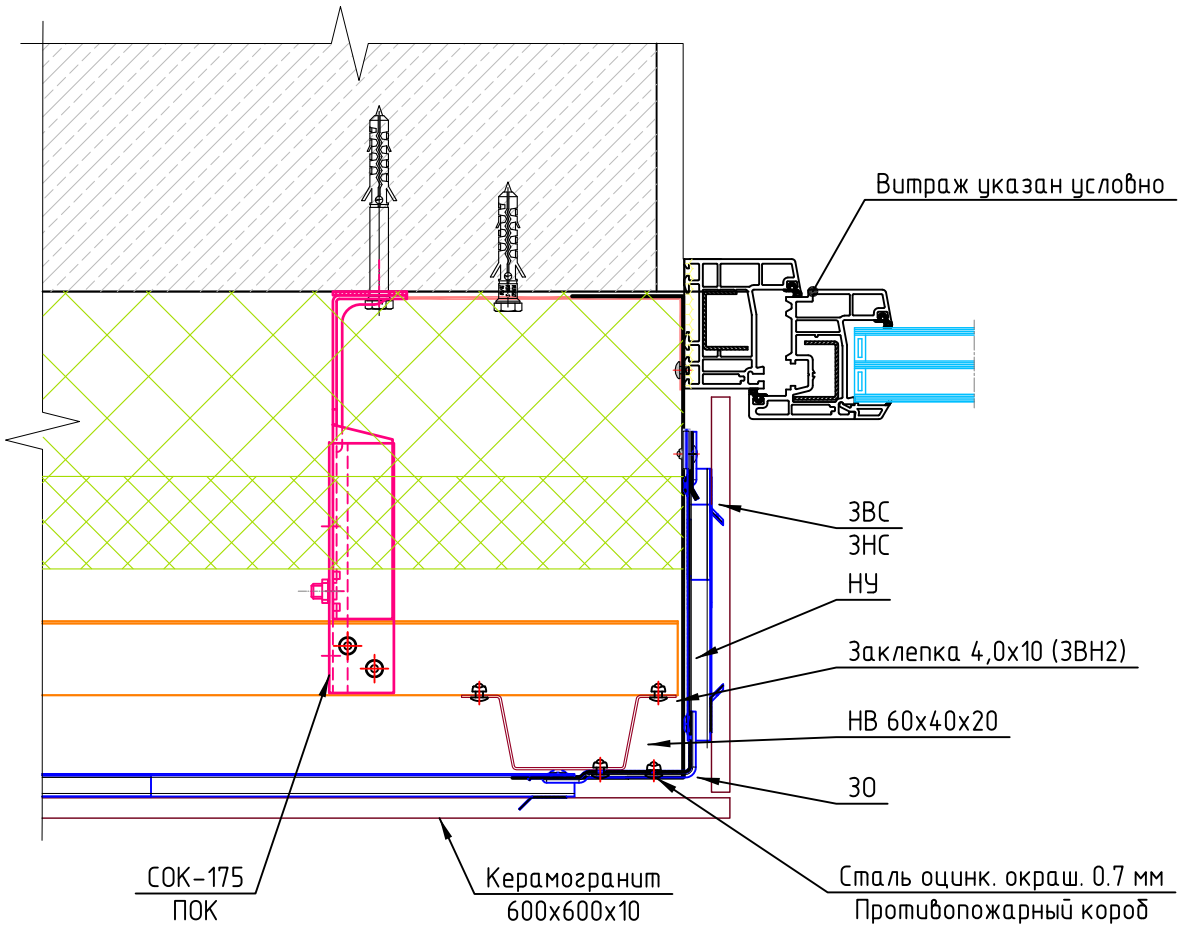 Витраж указан условно
ЗВС
ЗНС
НУ
Заклепка 4,0х10 (ЗВН2)
НВ 60х40х20
ЗО
СОК-175
ПОК
Керамогранит
600х600х10
Сталь оцинк. окраш. 0.7 мм
Противопожарный короб